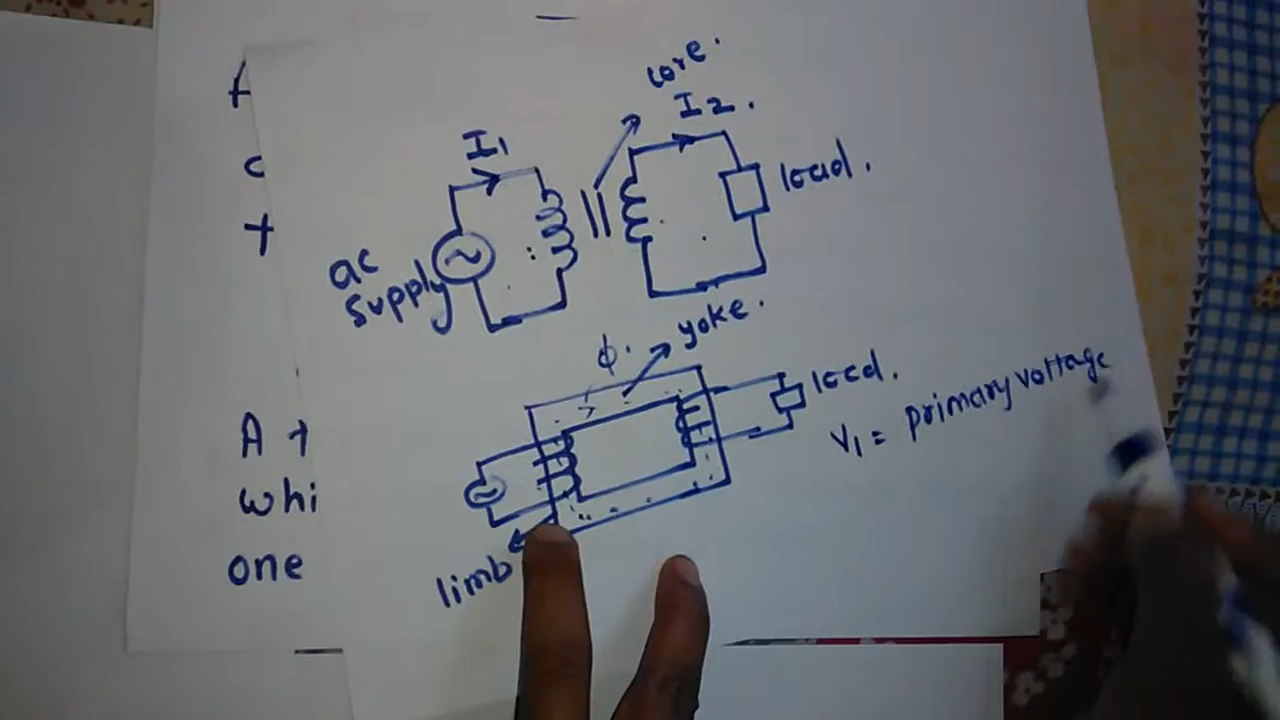 core.
I1
I2.
load.
ac
supply
φ.
yoke.
load.
V1 = primary voltage
limb
A t
whi
one